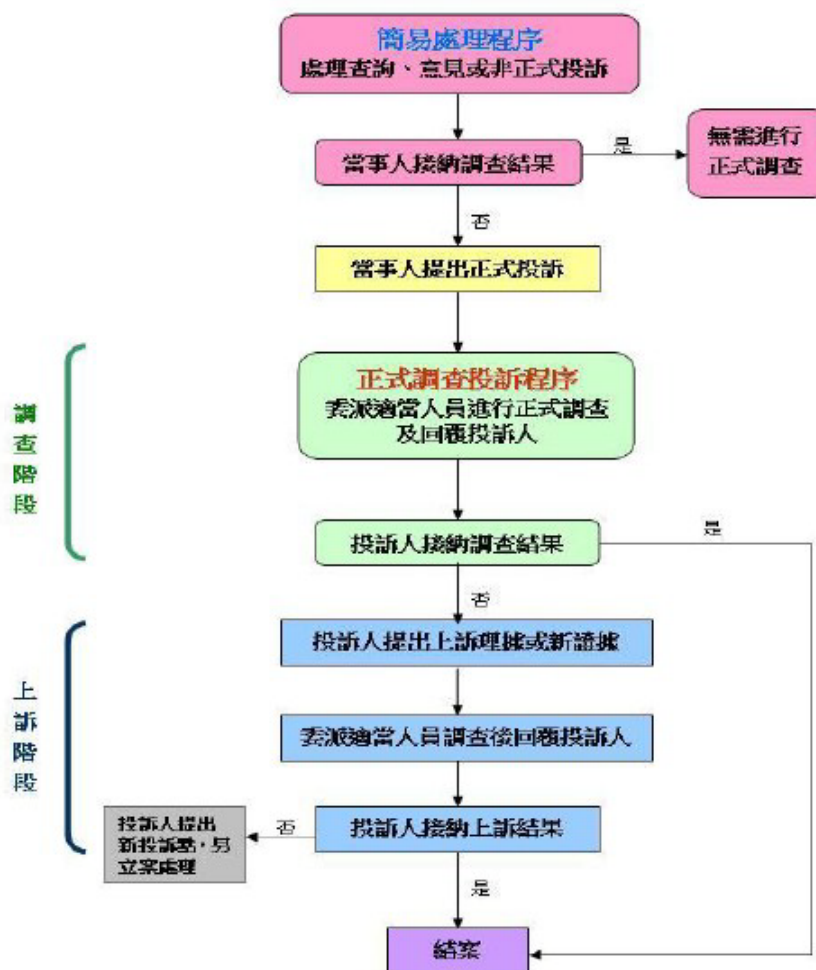 簡易處理程序
處理查詢、意見或非正式投訴
當事人接納調查結果
是
無需進行
正式調查
否
當事人提出正式投訴
調查階段
正式調查投訴程序
委派適當人員進行正式調查
及回覆投訴人
投訴人接納調查結果
是
否
上訴階段
投訴人提出上訴理據或新證據
委派適當人員調查後回覆投訴人
投訴人接納上訴結果
否
投訴人提出
新投訴點，另
立案處理
是
結案